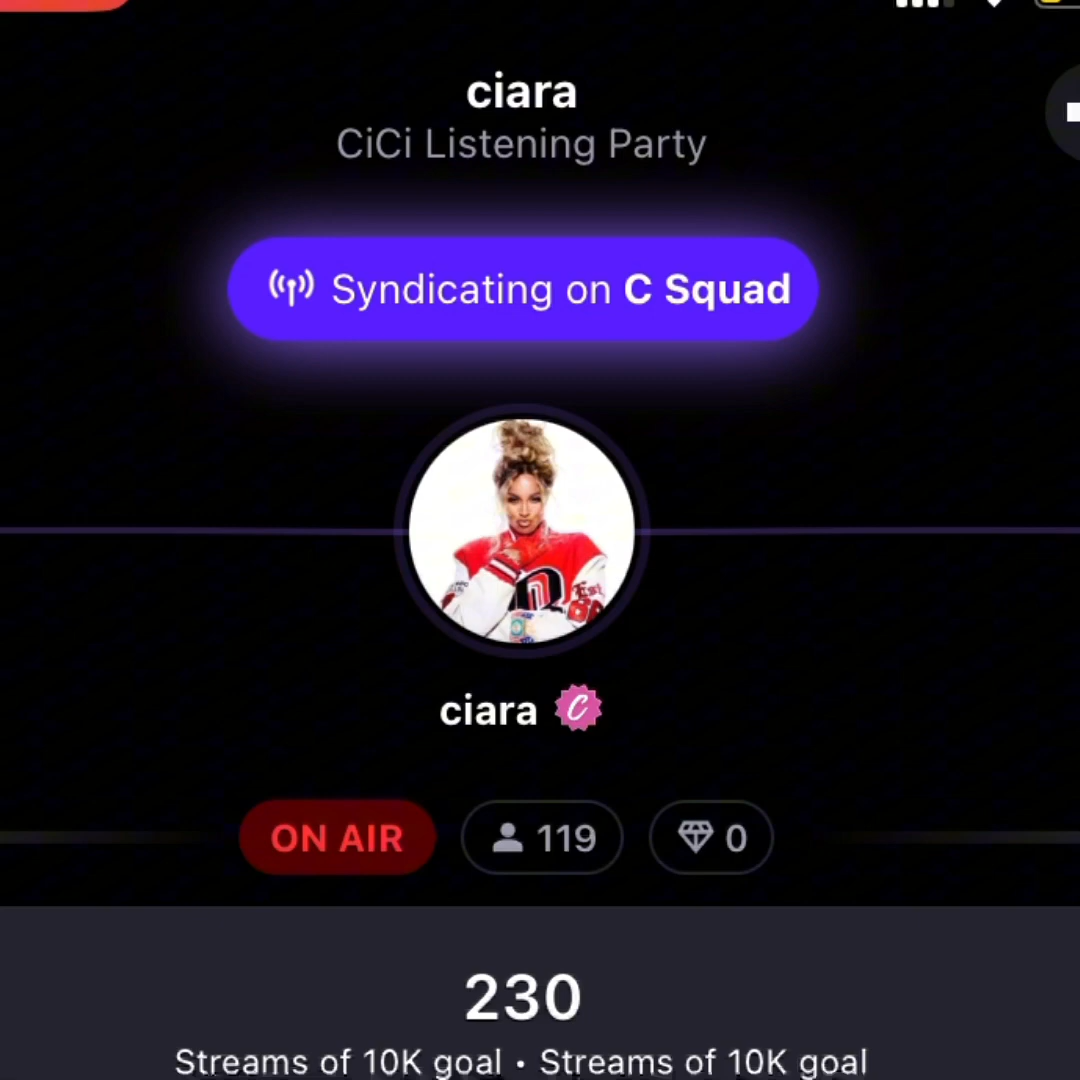 ciara
CiCi Listening Party
Syndicating on C Squad
ciara C
ON AIR 119 0
230
Streams of 10K goal • Streams of 10K goal